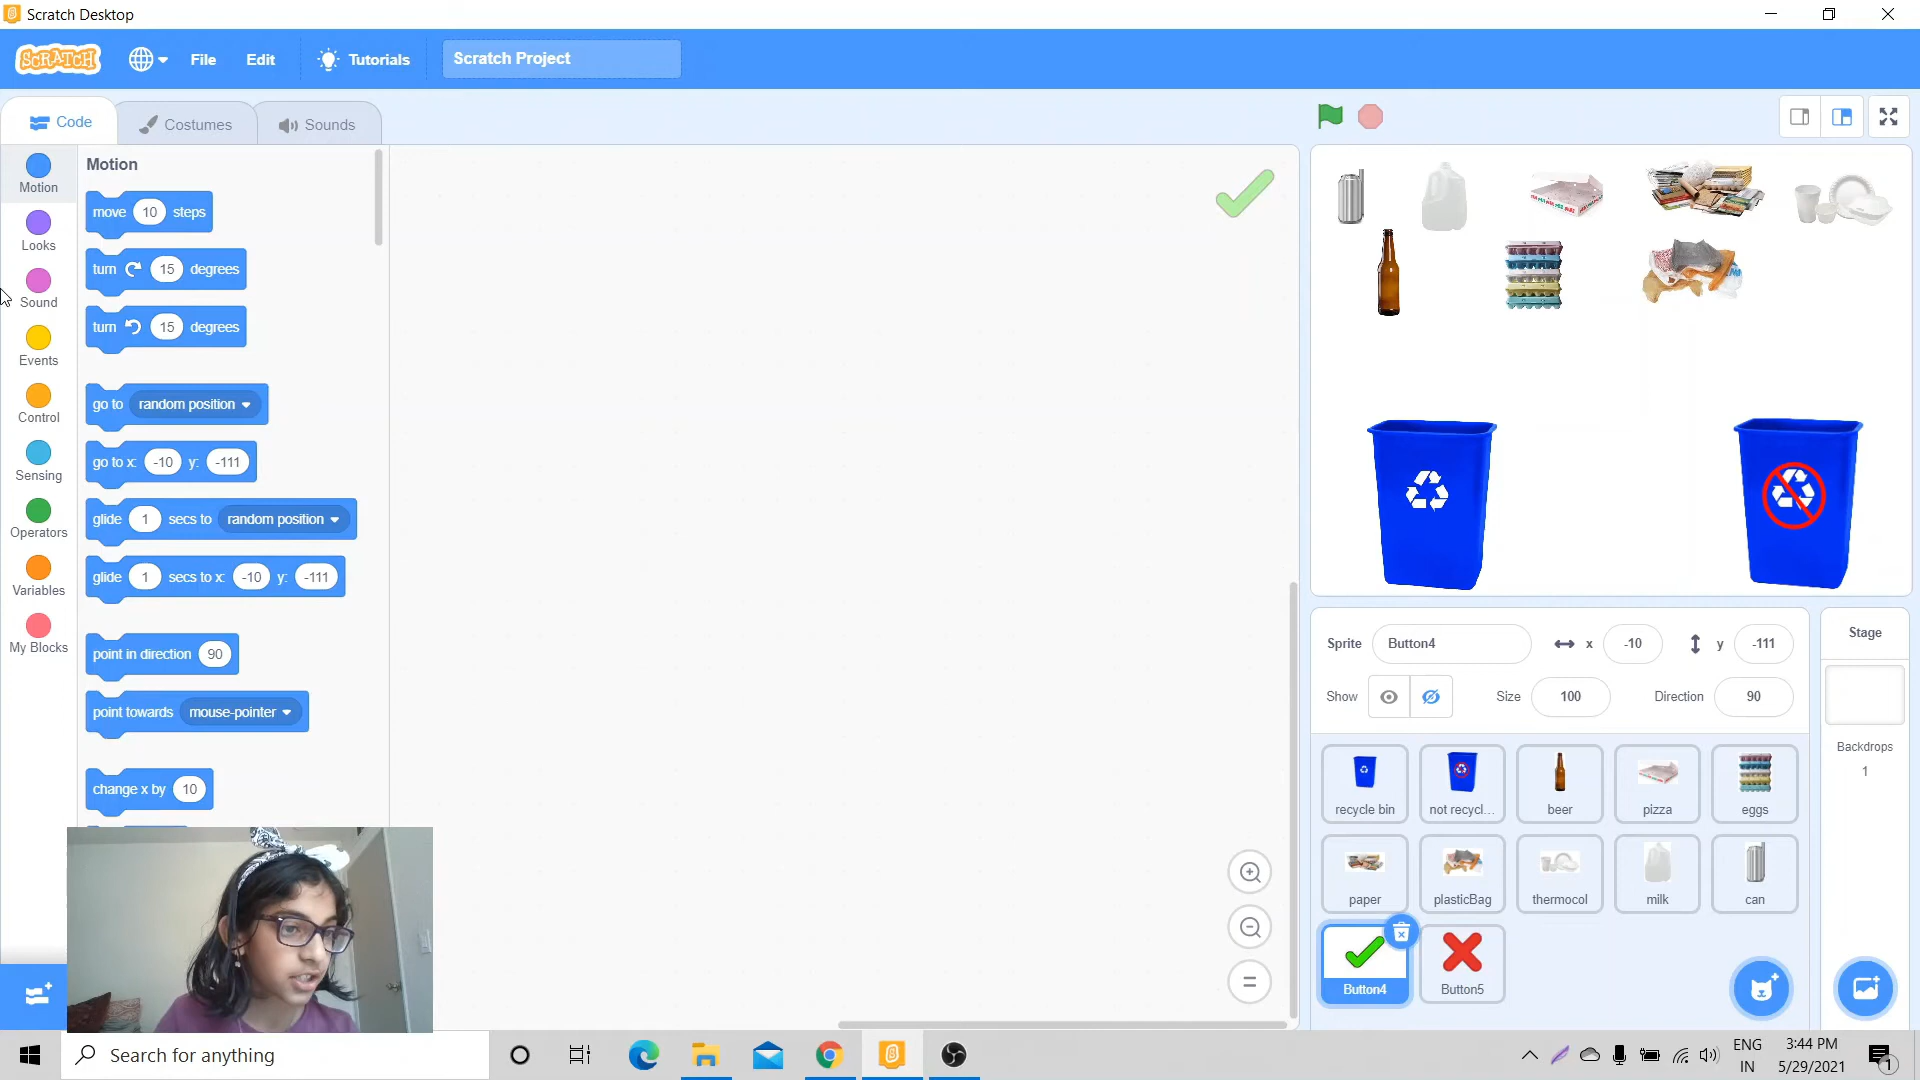 Scratch Desktop
SCRATCH
File
Edit
Tutorials
Scratch Project
Code
Costumes
Sounds
Motion
Looks
Sound
Events
Control
Sensing
Operators
Variables
My Blocks
Motion
move 10 steps
turn 15 degrees
turn 15 degrees
go to random position
go to x: -10 y: -111
glide 1 secs to random position
glide 1 secs to x: -10 y: -111
point in direction 90
point towards mouse-pointer
change x by 10
Sprite Button4 x -10 y -111
Show Size 100 Direction 90
Stage
Backdrops
1
recycle bin
not recycl...
beer
pizza
eggs
paper
plasticBag
thermocol
milk
can
Button4
Button5
Search for anything
ENG
IN
3:44 PM
5/29/2021
1